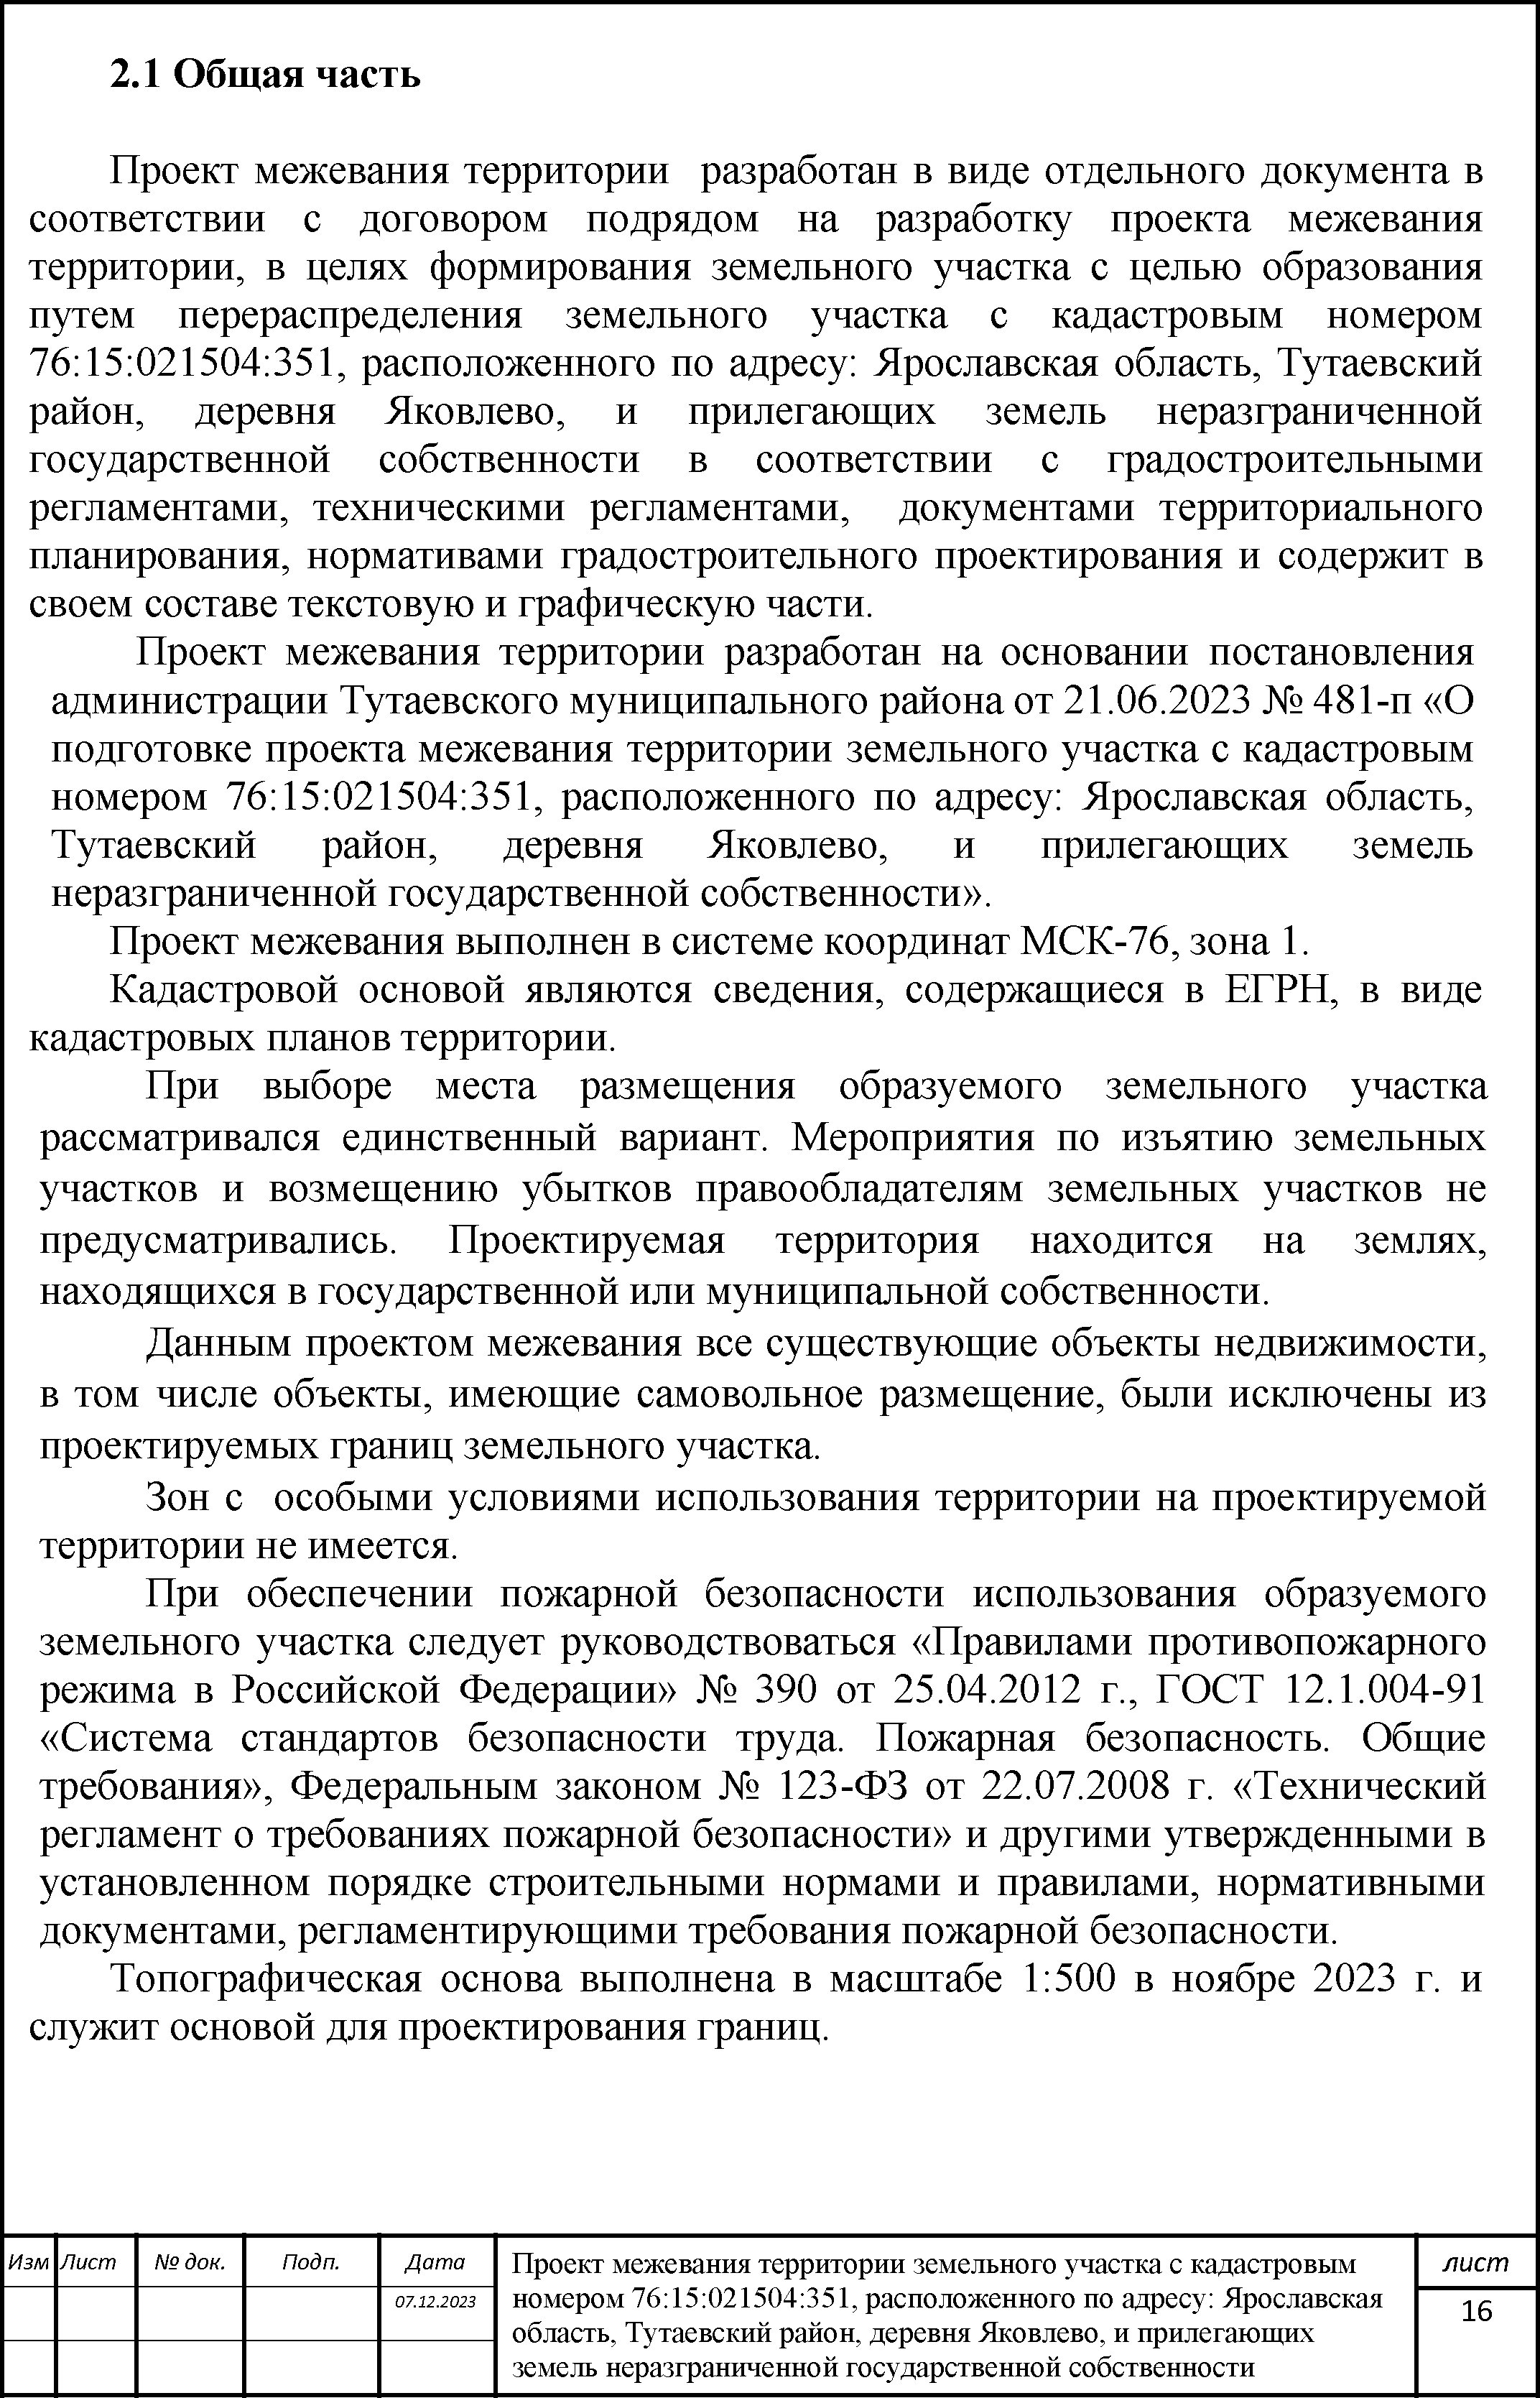 2.1 Общая часть
Проект межевания территории разработан в виде отдельного документа в
соответствии с договором подрядом на разработку проекта межевания
территории, в целях формирования земельного участка с целью образования
путем перераспределения земельного участка с кадастровым номером
76:15:021504:351, расположенного по адресу: Ярославская область, Тутаевский
район, деревня Яковлево, и прилегающих земель неразграниченной
государственной собственности в соответствии с градостроительными
регламентами, техническими регламентами, документами территориального
планирования, нормативами градостроительного проектирования и содержит в
своем составе текстовую и графическую части.
Проект межевания территории разработан на основании постановления
администрации Тутаевского муниципального района от 21.06.2023 № 481-п «О
подготовке проекта межевания территории земельного участка с кадастровым
номером 76:15:021504:351, расположенного по адресу: Ярославская область,
Тутаевский район, деревня Яковлево, и прилегающих земель
неразграниченной государственной собственности».
Проект межевания выполнен в системе координат МСК-76, зона 1.
Кадастровой основой являются сведения, содержащиеся в ЕГРН, в виде
кадастровых планов территории.
При выборе места размещения образуемого земельного участка
рассматривался единственный вариант. Мероприятия по изъятию земельных
участков и возмещению убытков правообладателям земельных участков не
предусматривались. Проектируемая территория находится на землях,
находящихся в государственной или муниципальной собственности.
Данным проектом межевания все существующие объекты недвижимости,
в том числе объекты, имеющие самовольное размещение, были исключены из
проектируемых границ земельного участка.
Зон с особыми условиями использования территории на проектируемой
территории не имеется.
При обеспечении пожарной безопасности использования образуемого
земельного участка следует руководствоваться «Правилами противопожарного
режима в Российской Федерации» № 390 от 25.04.2012 г., ГОСТ 12.1.004-91
«Система стандартов безопасности труда. Пожарная безопасность. Общие
требования», Федеральным законом № 123-ФЗ от 22.07.2008 г. «Технический
регламент о требованиях пожарной безопасности» и другими утвержденными в
установленном порядке строительными нормами и правилами, нормативными
документами, регламентирующими требования пожарной безопасности.
Топографическая основа выполнена в масштабе 1:500 в ноябре 2023 г. и
служит основой для проектирования границ.
Изм Лист № док. Подп. Дата
07.12.2023
Проект межевания территории земельного участка с кадастровым
номером 76:15:021504:351, расположенного по адресу: Ярославская
область, Тутаевский район, деревня Яковлево, и прилегающих
земель неразграниченной государственной собственности
лист
16